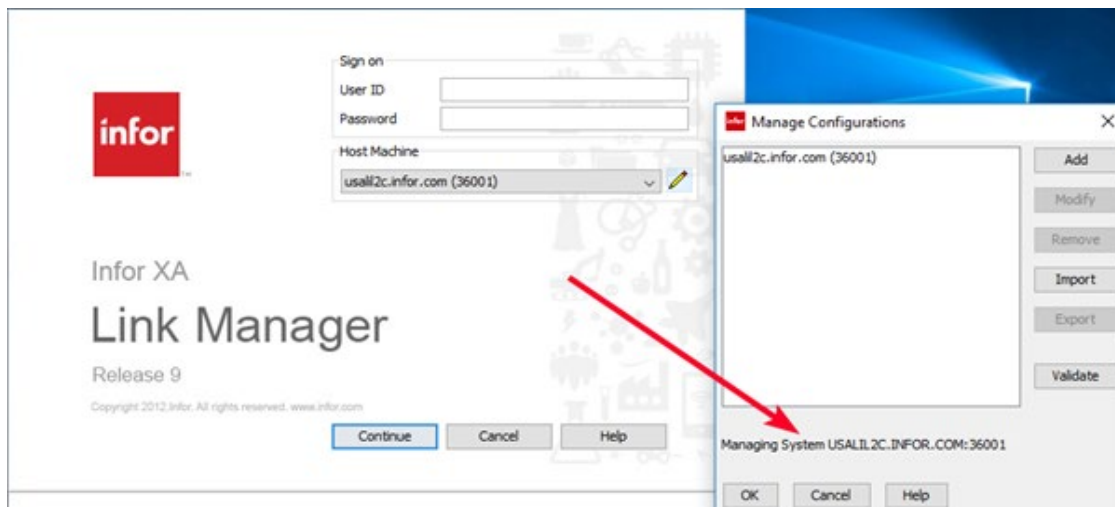 Sign on
User ID
Password
Host Machine
usalil2c.infor.com (36001)
infor
Infor XA
Link Manager
Release 9
Copyright 2012 Infor. All rights reserved. www.infor.com
Continue
Cancel
Help
Manage Configurations
usalil2c.infor.com (36001)
Add
Modify
Remove
Import
Export
Validate
Managing System USALIL2C.INFOR.COM:36001
OK
Cancel
Help